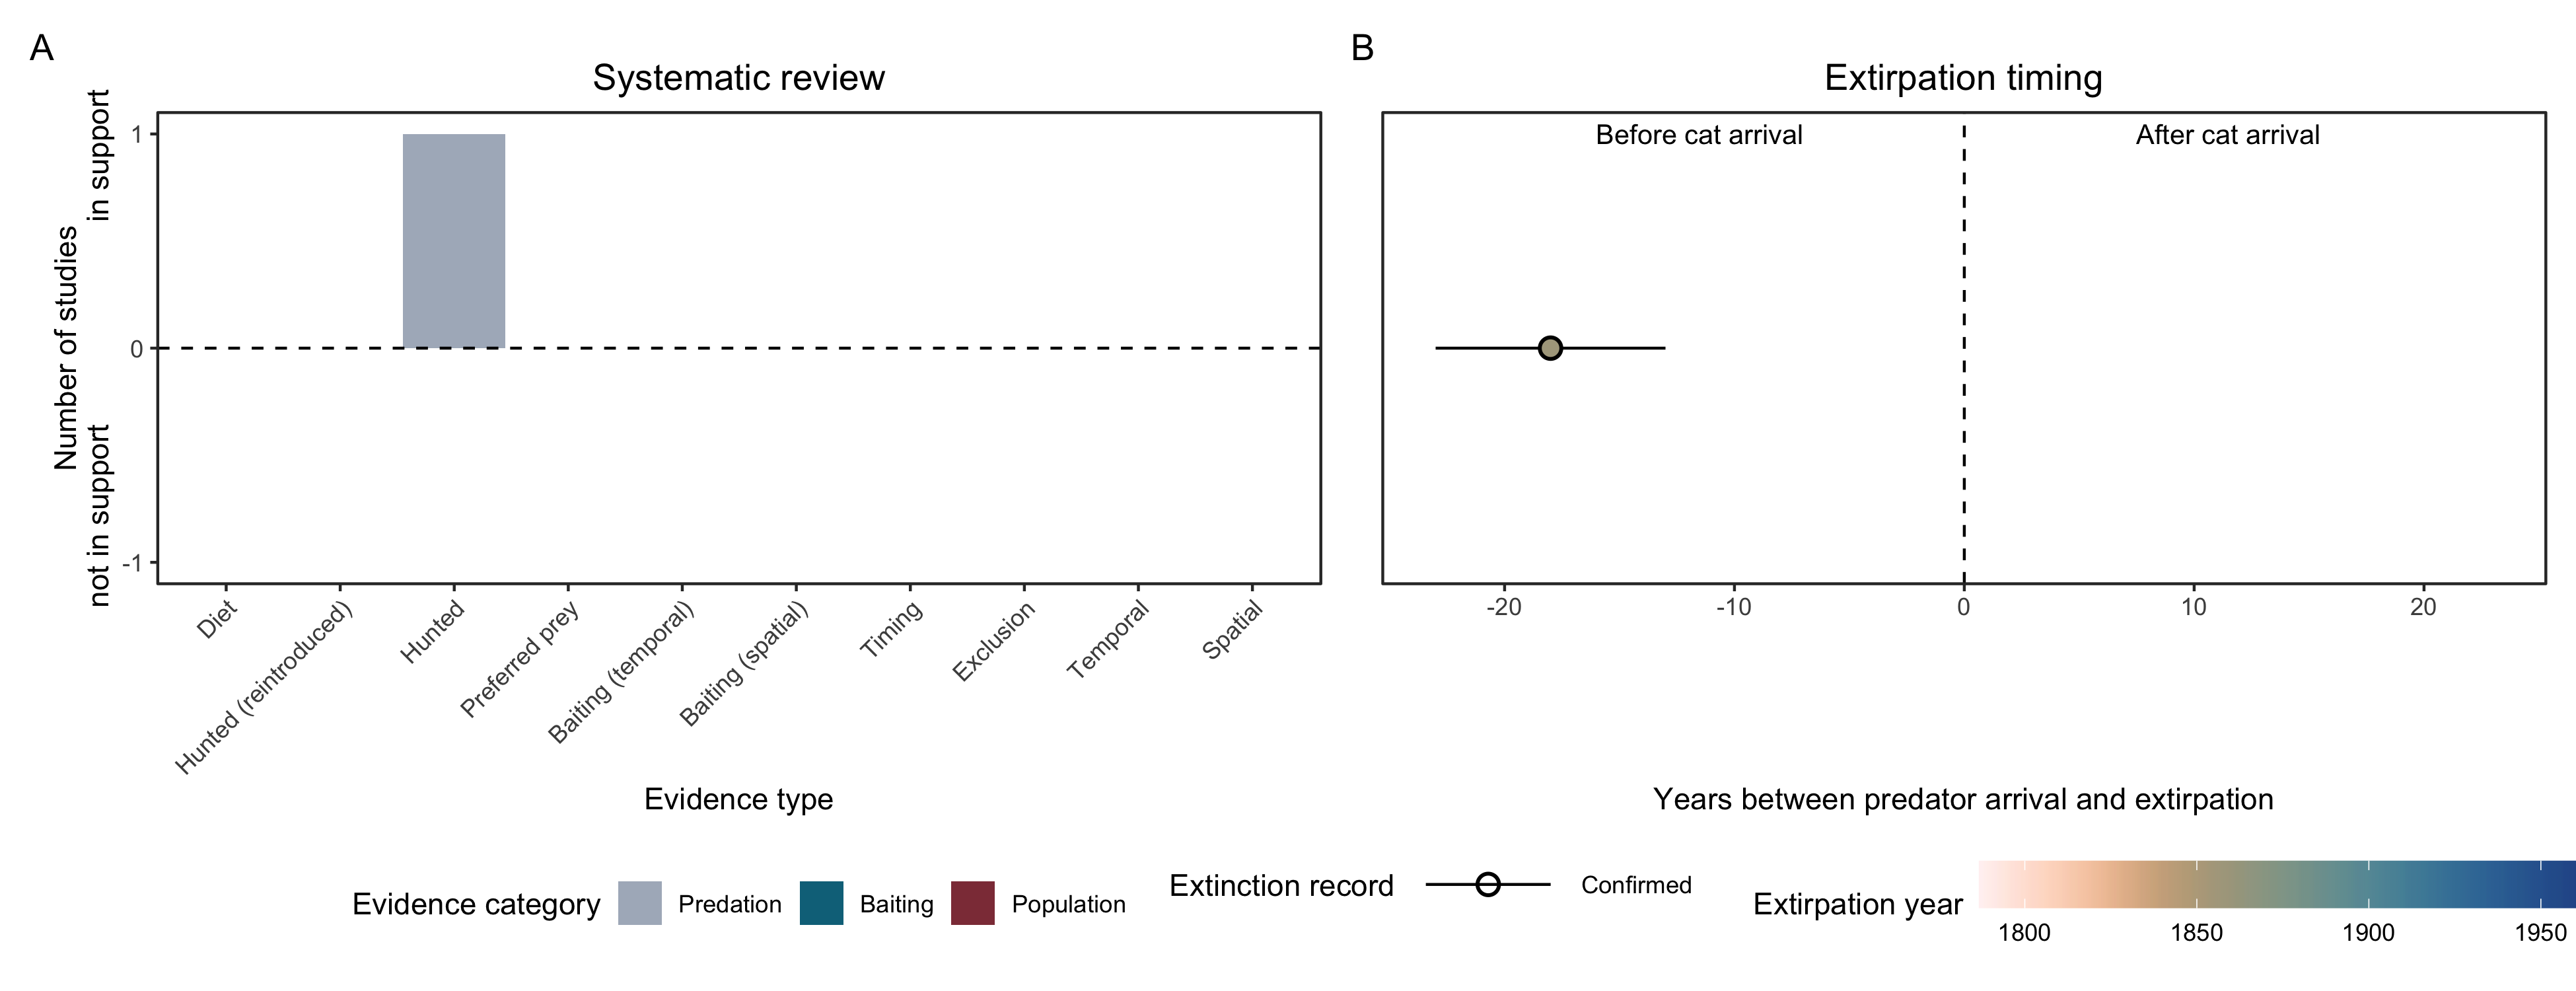 A
Systematic review
Number of studies
not in support
in support
1
0
-1
Diet
Hunted (reintroduced)
Hunted
Preferred prey
Baiting (temporal)
Baiting (spatial)
Timing
Exclusion
Temporal
Spatial
Evidence type
B
Extirpation timing
Before cat arrival
After cat arrival
-20
-10
0
10
20
Years between predator arrival and extirpation
Evidence category
Predation
Baiting
Population
Extinction record
Confirmed
Extirpation year
1800
1850
1900
1950